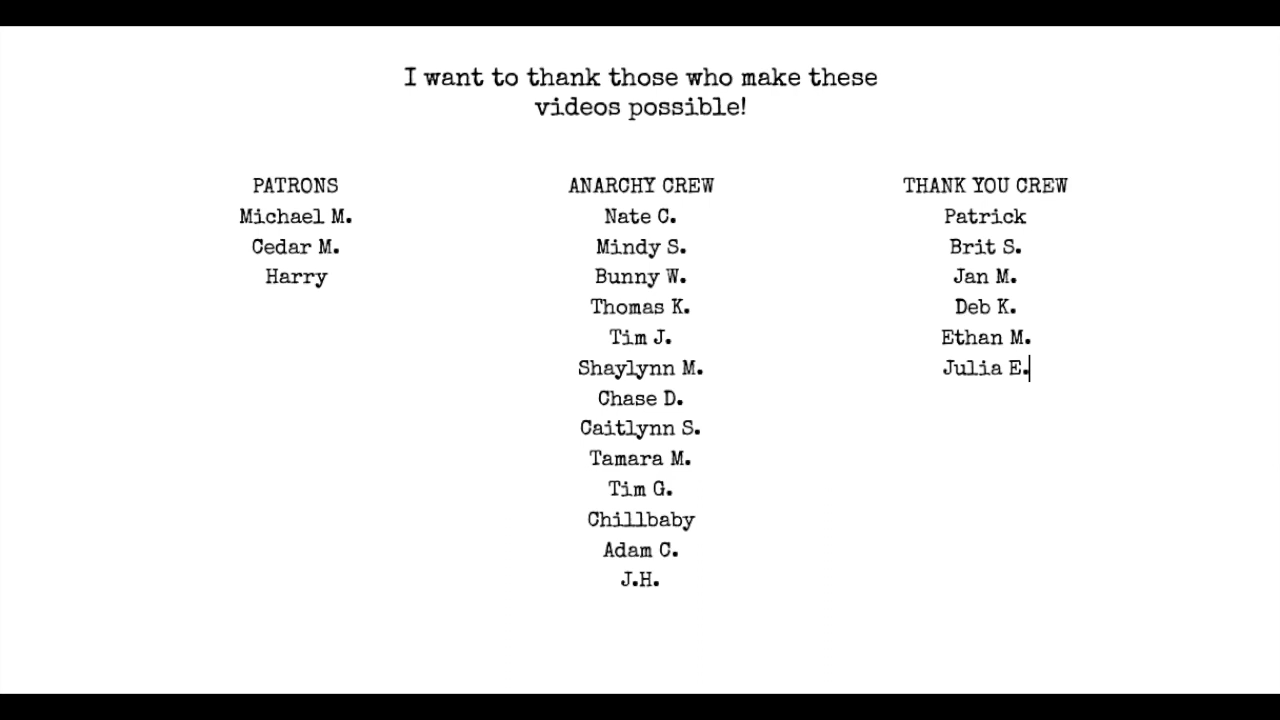 I want to thank those who make these
videos possible!
PATRONS
Michael M.
Cedar M.
Harry
ANARCHY CREW
Nate C.
Mindy S.
Bunny W.
Thomas K.
Tim J.
Shaylynn M.
Chase D.
Caitlynn S.
Tamara M.
Tim G.
Chillbaby
Adam C.
J.H.
THANK YOU CREW
Patrick
Brit S.
Jan M.
Deb K.
Ethan M.
Julia E.